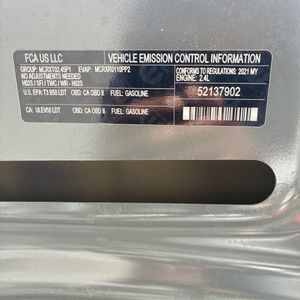 FCA US LLC
VEHICLE EMISSION CONTROL INFORMATION
GROUP: MCRXT02.4SP1 EVAP: MCRXR0110PP2
NO ADJUSTMENTS NEEDED
H02S / SFI / TWC / WR - H02S
CONFORMS TO REGULATIONS: 2021 MY
ENGINE:
2.4L
U.S. EPA: T3 B50 LDT OBD: CA OBD II FUEL: GASOLINE
52137902
CA: ULEV50 LDT OBD: CA OBD II FUEL: GASOLINE